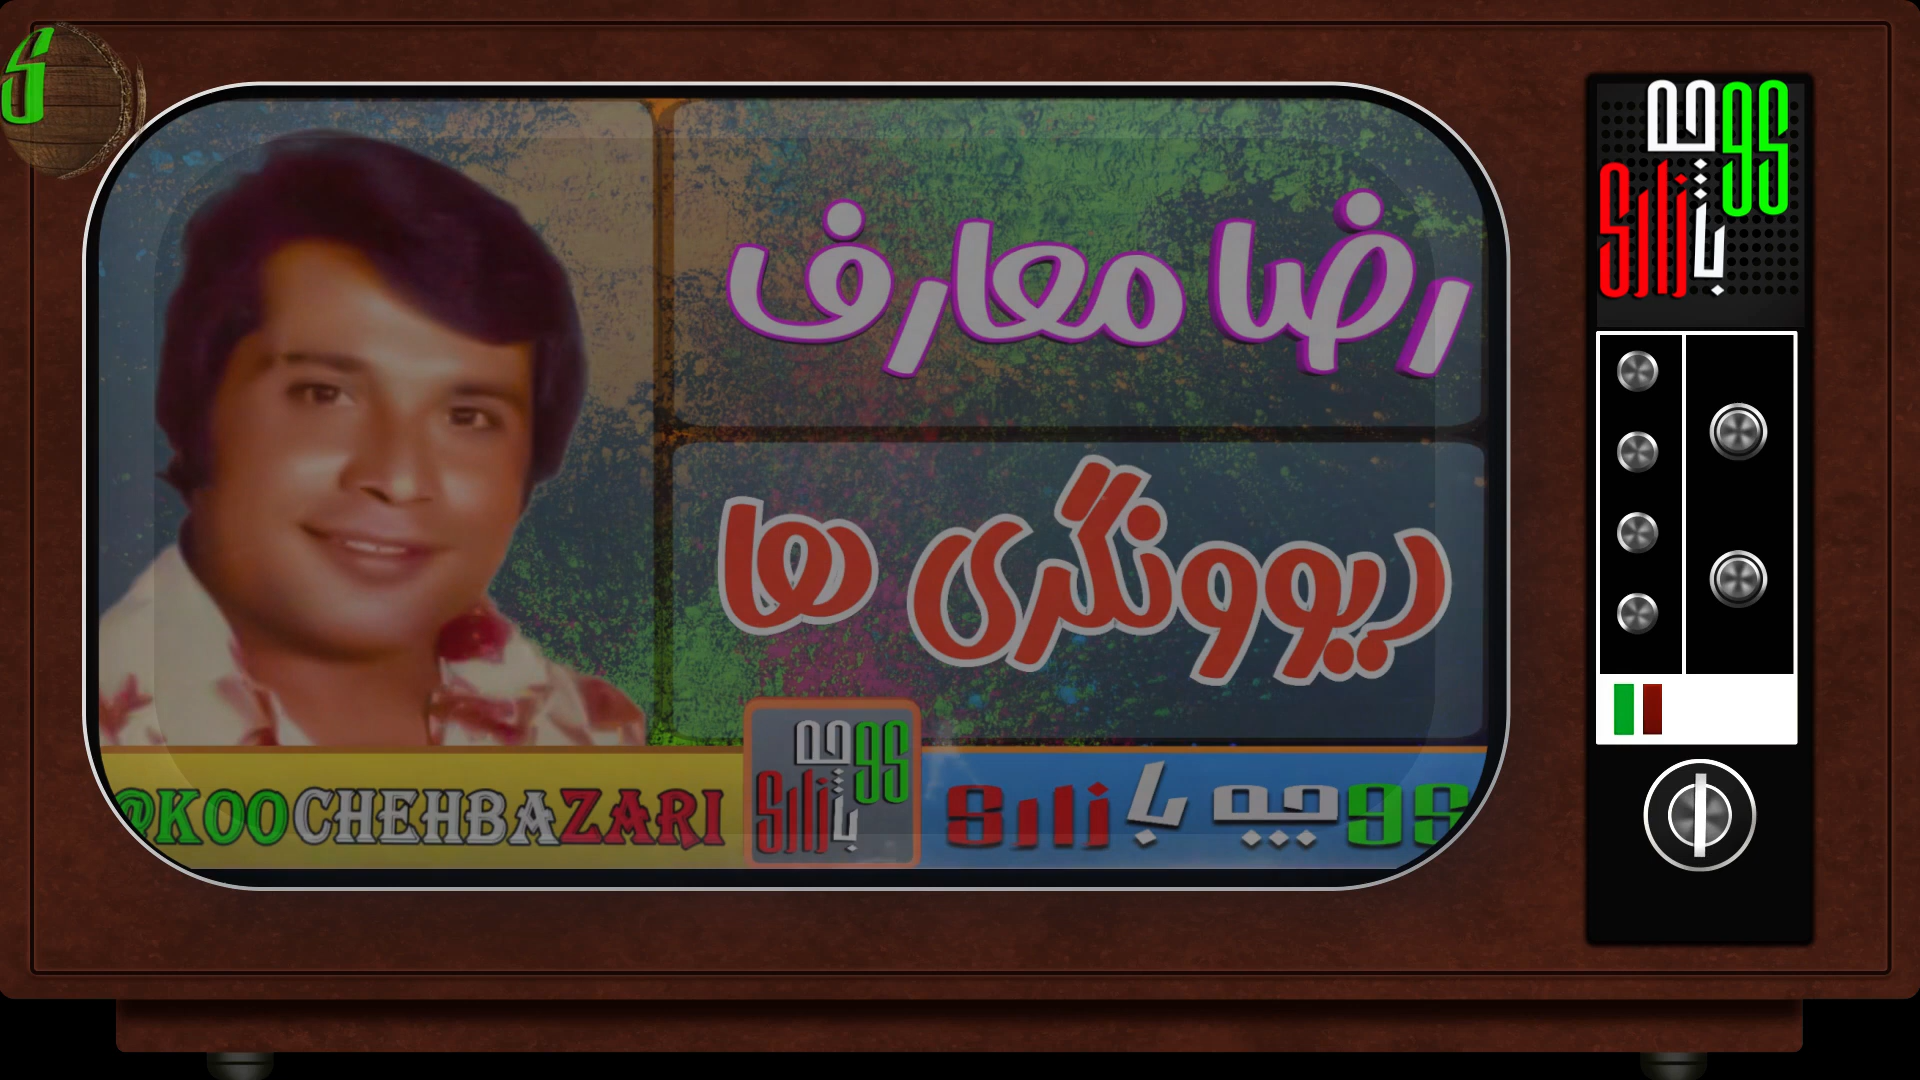 رضا معارف
دیوونگری ها
@KOOCHEHBAZARI
کوچه
بازاری
کوچه بازاری
کوچه
بازاری